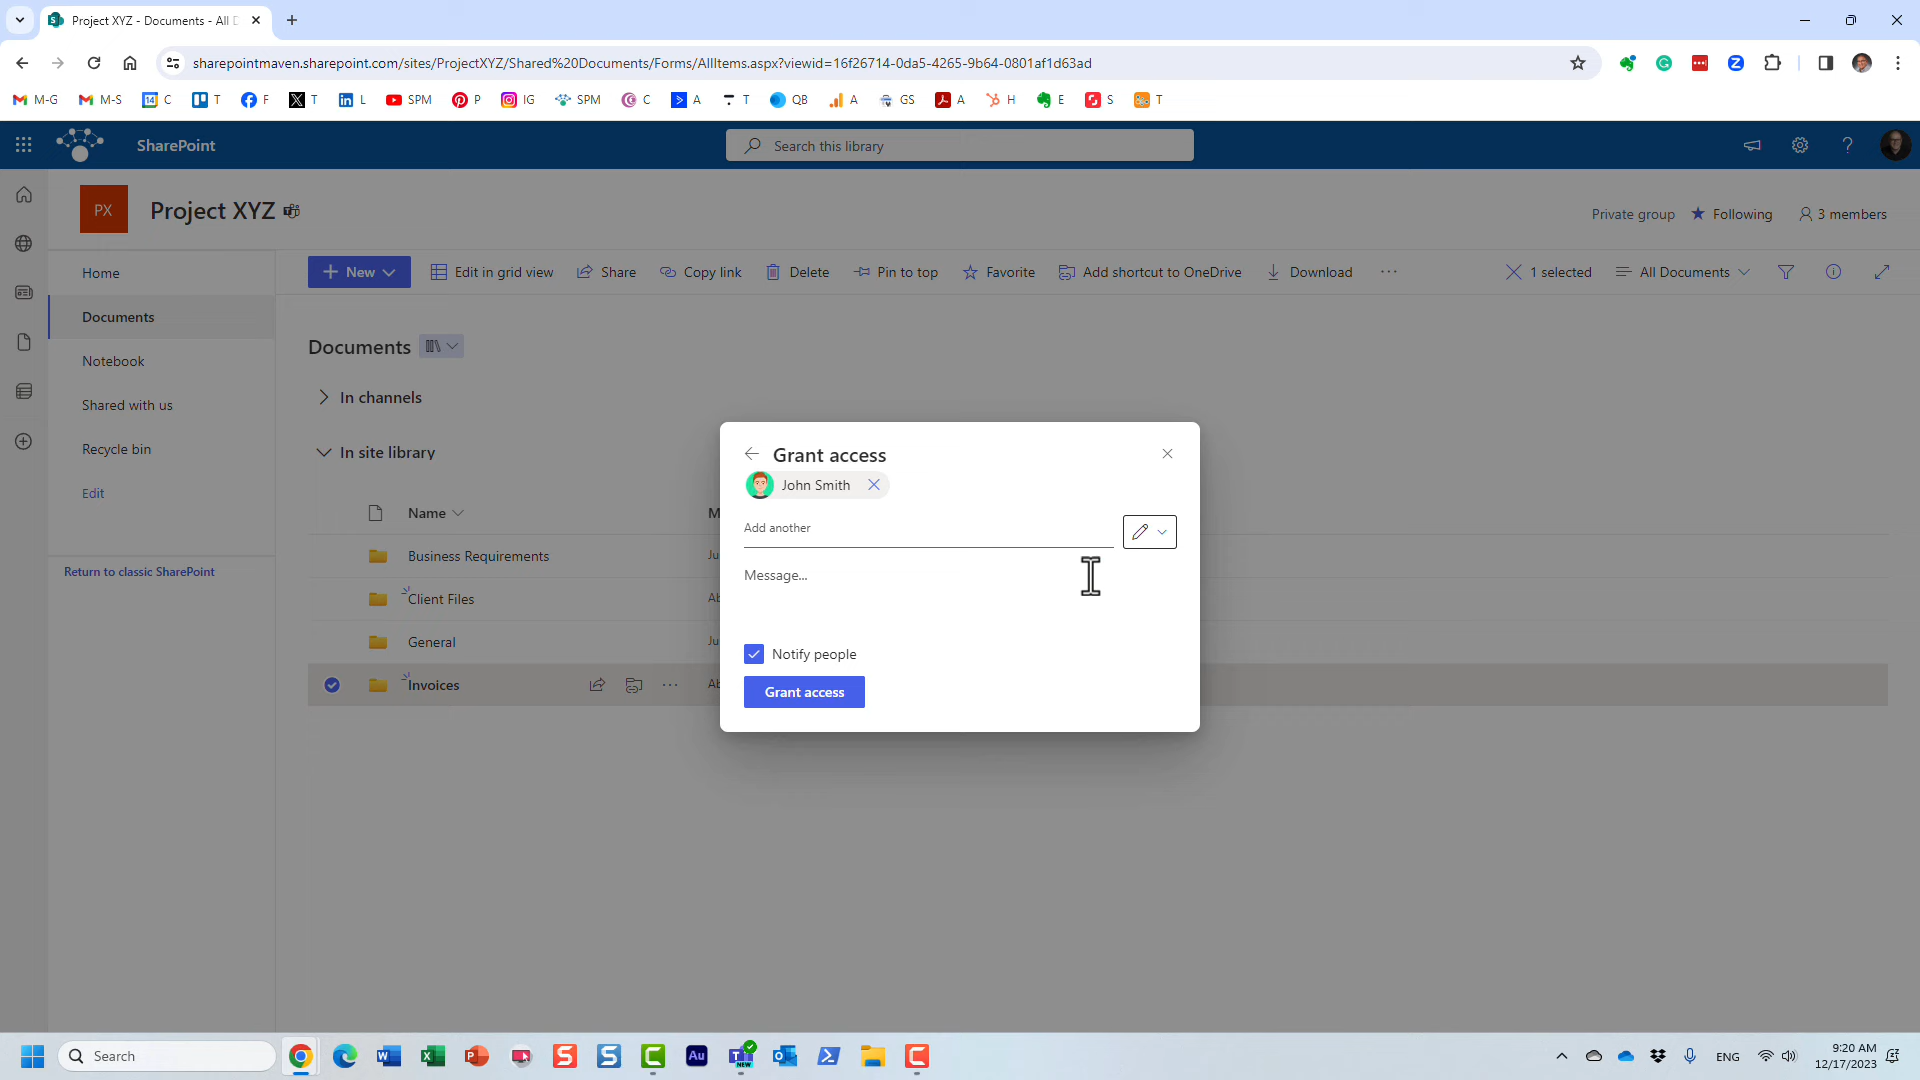 Project XYZ - Documents - All D
sharepointmaven.sharepoint.com/sites/ProjectXYZ/Shared%20Documents/Forms/AllItems.aspx?viewid=16f26714-0da5-4265-9b64-0801af1d63ad
M-G M-S C T F T L SPM P IG SPM C A T QB A GS A H E S T
SharePoint
Search this library
PX
Project XYZ
Private group Following 3 members
Home
Documents
Notebook
Shared with us
Recycle bin
Edit
Return to classic SharePoint
New Edit in grid view Share Copy link Delete Pin to top Favorite Add shortcut to OneDrive Download 1 selected All Documents
Documents
In channels
In site library
Name M
Business Requirements Ju
Client Files Ab
General Ju
Invoices Ab
Grant access
John Smith
Add another
Message...
Notify people
Grant access
Search
ENG
9:20 AM
12/17/2023